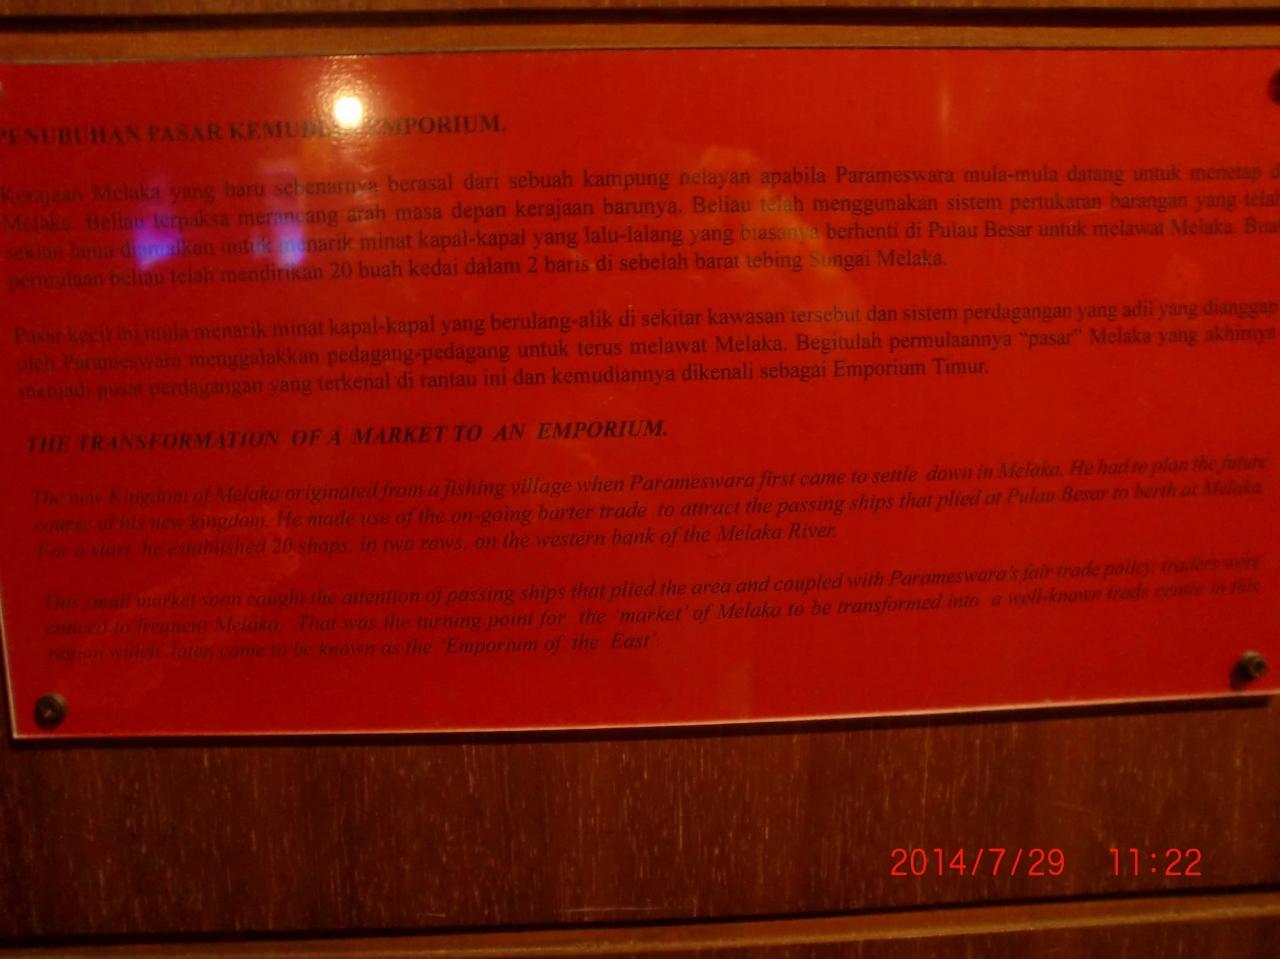 PENUBUHAN PASAR KEMUDIAN EMPORIUM.
Kerajaan Melaka yang baru sebenarnya berasal dari sebuah kampung nelayan apabila Parameswara mula-mula datang untuk menetap
Melaka. Beliau terpaksa merancang arah masa depan kerajaan barunya. Beliau telah menggunakan sistem pertukaran barangan yang telah
sekian lama diamalkan untuk menarik minat kapal-kapal yang lalu-lalang yang biasanya berhenti di Pulau Besar untuk melawat Melaka.
permulaan beliau telah mendirikan 20 buah kedai dalam 2 baris di sebelah barat tebing Sungai Melaka.
Pasar kecil ini mula menarik minat kapal-kapal yang berulang-alik di sekitar kawasan tersebut dan sistem perdagangan yang adil yang dianggap
oleh Parameswara menggalakkan pedagang-pedagang untuk terus melawat Melaka. Begitulah permulaannya “pasar” Melaka yang akhirnya
menjadi pusat perdagangan yang terkenal di rantau ini dan kemudiannya dikenali sebagai Emporium Timur.
THE TRANSFORMATION OF A MARKET TO AN EMPORIUM.
The new Kingdom of Melaka originated from a fishing village when Parameswara first came to settle down in Melaka. He had to plan the future
course of his new kingdom. He made use of the on-going barter trade to attract the passing ships that plied at Pulau Besar to berth at Melaka.
For a start, he established 20 shops, in two rows, on the western bank of the Melaka River.
This small market soon caught the attention of passing ships that plied the area and coupled with Parameswara's fair trade policy, traders were
enticed to frequent Melaka. That was the turning point for the 'market' of Melaka to be transformed into a well-known trade centre in this
region which later, came to be known as the 'Emporium of the East'.
2014/7/29 11:22